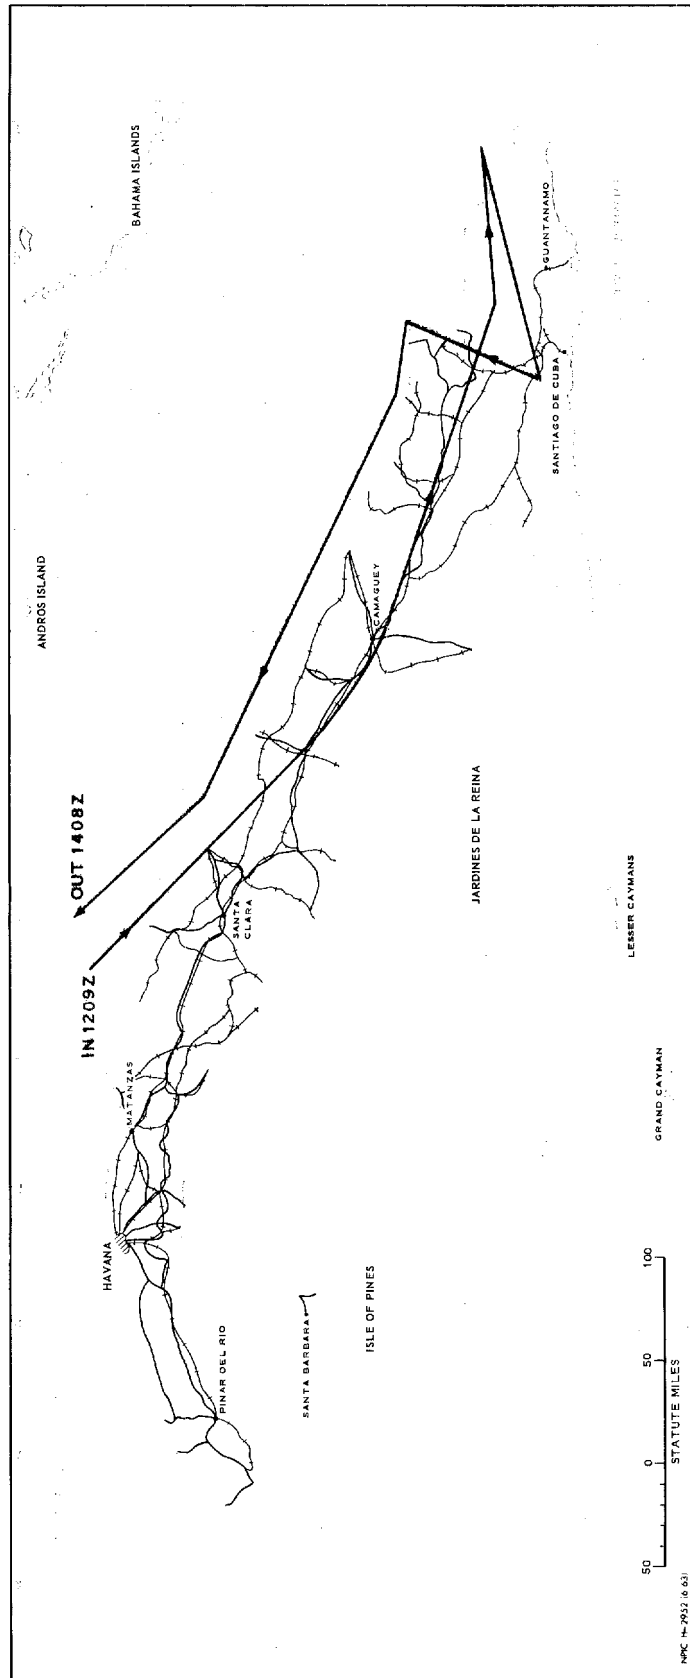 BAHAMA ISLANDS
ANDROS ISLAND
OUT 1408Z
IN 1209Z
HAVANA
MATANZAS
SANTA
CLARA
CAMAGUEY
GUANTANAMO
SANTIAGO DE CUBA
PINAR DEL RIO
SANTA BARBARA
ISLE OF PINES
JARDINES DE LA REINA
LESSER CAYMANS
GRAND CAYMAN
50 0 50 100
STATUTE MILES
NPIC H-2952 (6/63)